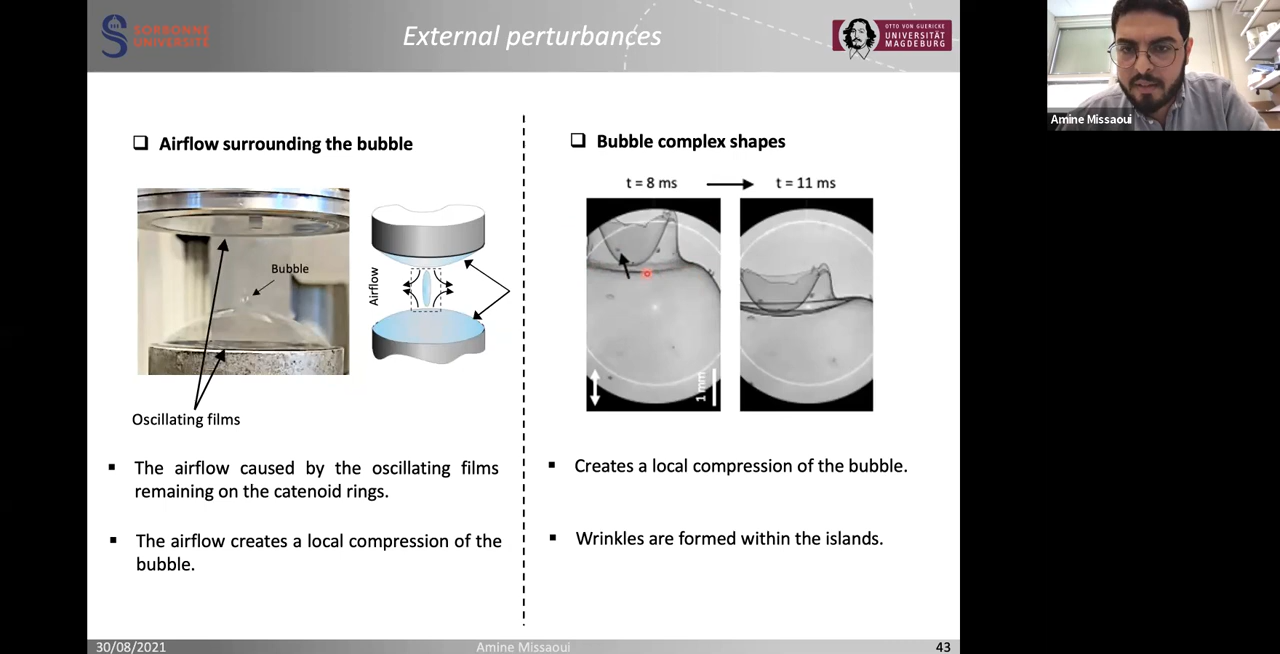 SORBONNE
UNIVERSITÉ
External perturbances
OTTO VON GUERICKE
UNIVERSITÄT
MAGDEBURG
Amine Missaoui
❑ Airflow surrounding the bubble
Bubble
Airflow
Oscillating films
▪ The airflow caused by the oscillating films
remaining on the catenoid rings.
▪ The airflow creates a local compression of the
bubble.
❑ Bubble complex shapes
t = 8 ms
t = 11 ms
1 mm
▪ Creates a local compression of the bubble.
▪ Wrinkles are formed within the islands.
30/08/2021
Amine Missaoui
43